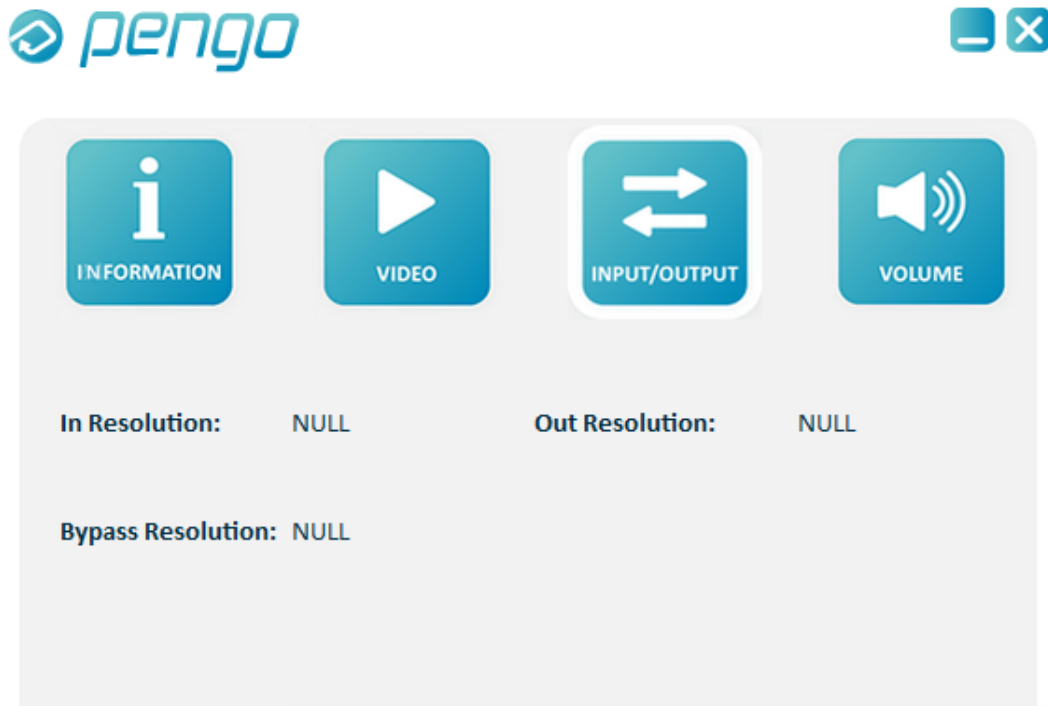 pengo
INFORMATION
VIDEO
INPUT/OUTPUT
VOLUME
In Resolution: NULL Out Resolution: NULL
Bypass Resolution: NULL